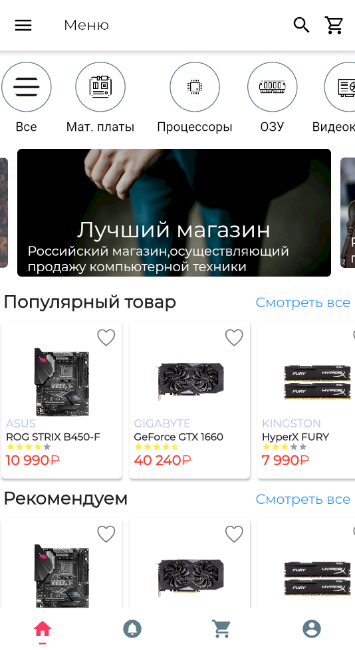 Меню
Все
Мат. платы
Процессоры
ОЗУ
Лучший магазин
Российский магазин,осуществляющий
продажу компьютерной техники
Популярный товар
Смотреть все
ASUS
ROG STRIX B450-F
10 990₽
GIGABYTE
GeForce GTX 1660
40 240₽
KINGSTON
HyperX FURY
7 990₽
Рекомендуем
Смотреть все